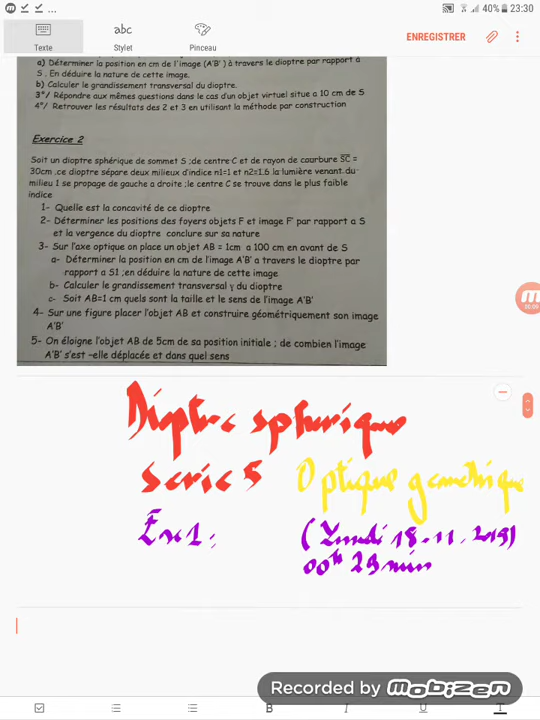 23:30
40%
Texte
abc
Stylet
Pinceau
ENREGISTRER
a) Déterminer la position en cm de l'image (A'B') à travers le dioptre par rapport a
S , En déduire la nature de cette image.
b) Calculer le grandissement transversal du dioptre.
3°/ Répondre aux mêmes questions dans le cas d'un objet virtuel situe a 10 cm de S
4°/ Retrouver les résultats des 2 et 3 en utilisant la méthode par construction
Exercice 2
Soit un dioptre sphérique de sommet S ;de centre C et de rayon de courbure SC =
30cm ,ce dioptre sépare deux milieux d'indice n1=1 et n2=1.6 la lumière venant du
milieu 1 se propage de gauche a droite ;le centre C se trouve dans le plus faible
indice
1- Quelle est la concavité de ce dioptre
2- Déterminer les positions des foyers objets F et image F' par rapport a S
et la vergence du dioptre conclure sur sa nature
3- Sur l'axe optique on place un objet AB = 1cm a 100 cm en avant de S
a- Déterminer la position en cm de l'image A'B' a travers le dioptre par
rapport a S1 ;en déduire la nature de cette image
b- Calculer le grandissement transversal γ du dioptre
c- Soit AB=1 cm quels sont la taille et le sens de l'image A'B'
4- Sur une figure placer l'objet AB et construire géométriquement son image
A'B'
5- On éloigne l'objet AB de 5cm de sa position initiale ; de combien l'image
A'B' s'est -elle déplacée et dans quel sens
Dioptre spherique
serie 5 Optique geometrique
Ex1: (Lundi 18-11.2019)
00h 29 min
Recorded by mobizen
B I U T